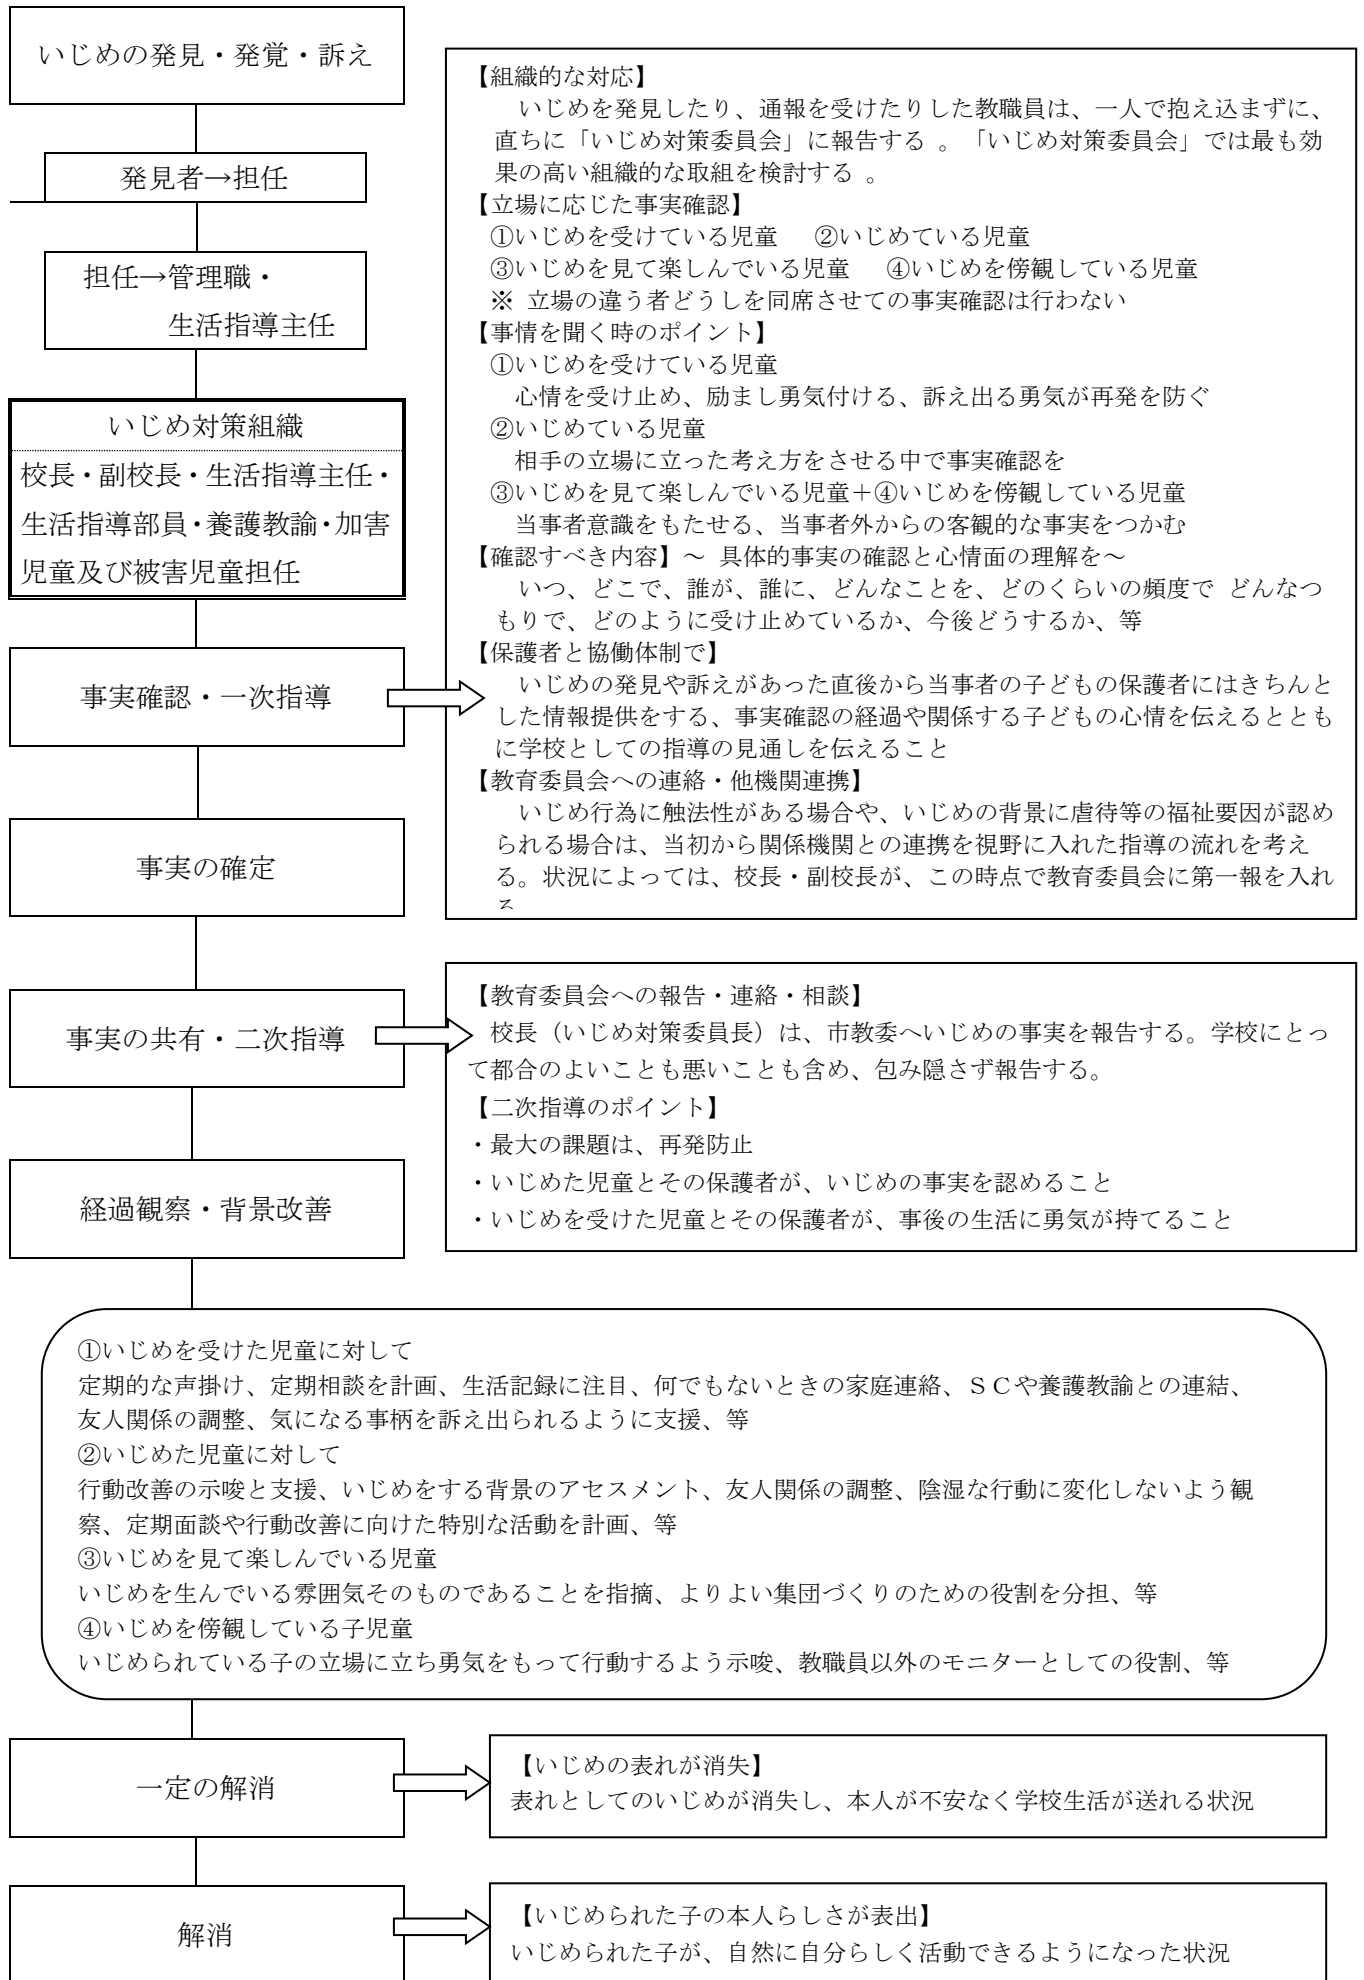 いじめの発見・発覚・訴え
発見者→担任
担任→管理職・
生活指導主任
いじめ対策組織
校長・副校長・生活指導主任・
生活指導部員・養護教諭・加害
児童及び被害児童担任
事実確認・一次指導
【組織的な対応】
いじめを発見したり、通報を受けたりした教職員は、一人で抱え込まずに、
直ちに「いじめ対策委員会」に報告する 。「いじめ対策委員会」では最も効
果の高い組織的な取組を検討する 。
【立場に応じた事実確認】
①いじめを受けている児童　②いじめている児童
③いじめを見て楽しんでいる児童　④いじめを傍観している児童
※ 立場の違う者どうしを同席させての事実確認は行わない
【事情を聞く時のポイント】
①いじめを受けている児童
心情を受け止め、励まし勇気付ける、訴え出る勇気が再発を防ぐ
②いじめている児童
相手の立場に立った考え方をさせる中で事実確認を
③いじめを見て楽しんでいる児童＋④いじめを傍観している児童
当事者意識をもたせる、当事者外からの客観的な事実をつかむ
【確認すべき内容】～ 具体的事実の確認と心情面の理解を～
いつ、どこで、誰が、誰に、どんなことを、どのくらいの頻度で どんなつ
もりで、どのように受け止めているか、今後どうするか、等
【保護者と協働体制で】
いじめの発見や訴えがあった直後から当事者の子どもの保護者にはきちんと
した情報提供をする、事実確認の経過や関係する子どもの心情を伝えるととも
に学校としての指導の見通しを伝えること
【教育委員会への連絡・他機関連携】
いじめ行為に触法性がある場合や、いじめの背景に虐待等の福祉要因が認め
られる場合は、当初から関係機関との連携を視野に入れた指導の流れを考え
る。状況によっては、校長・副校長が、この時点で教育委員会に第一報を入れ
事実の確定
事実の共有・二次指導
【教育委員会への報告・連絡・相談】
校長（いじめ対策委員長）は、市教委へいじめの事実を報告する。学校にとっ
て都合のよいことも悪いことも含め、包み隠さず報告する。
【二次指導のポイント】
・最大の課題は、再発防止
・いじめた児童とその保護者が、いじめの事実を認めること
・いじめを受けた児童とその保護者が、事後の生活に勇気が持てること
経過観察・背景改善
①いじめを受けた児童に対して
定期的な声掛け、定期相談を計画、生活記録に注目、何でもないときの家庭連絡、ＳＣや養護教諭との連結、
友人関係の調整、気になる事柄を訴え出られるように支援、等
②いじめた児童に対して
行動改善の示唆と支援、いじめをする背景のアセスメント、友人関係の調整、陰湿な行動に変化しないよう観
察、定期面談や行動改善に向けた特別な活動を計画、等
③いじめを見て楽しんでいる児童
いじめを生んでいる雰囲気そのものであることを指摘、よりよい集団づくりのための役割を分担、等
④いじめを傍観している子児童
いじめられている子の立場に立ち勇気をもって行動するよう示唆、教職員以外のモニターとしての役割、等
一定の解消
【いじめの表れが消失】
表れとしてのいじめが消失し、本人が不安なく学校生活が送れる状況
解消
【いじめられた子の本人らしさが表出】
いじめられた子が、自然に自分らしく活動できるようになった状況